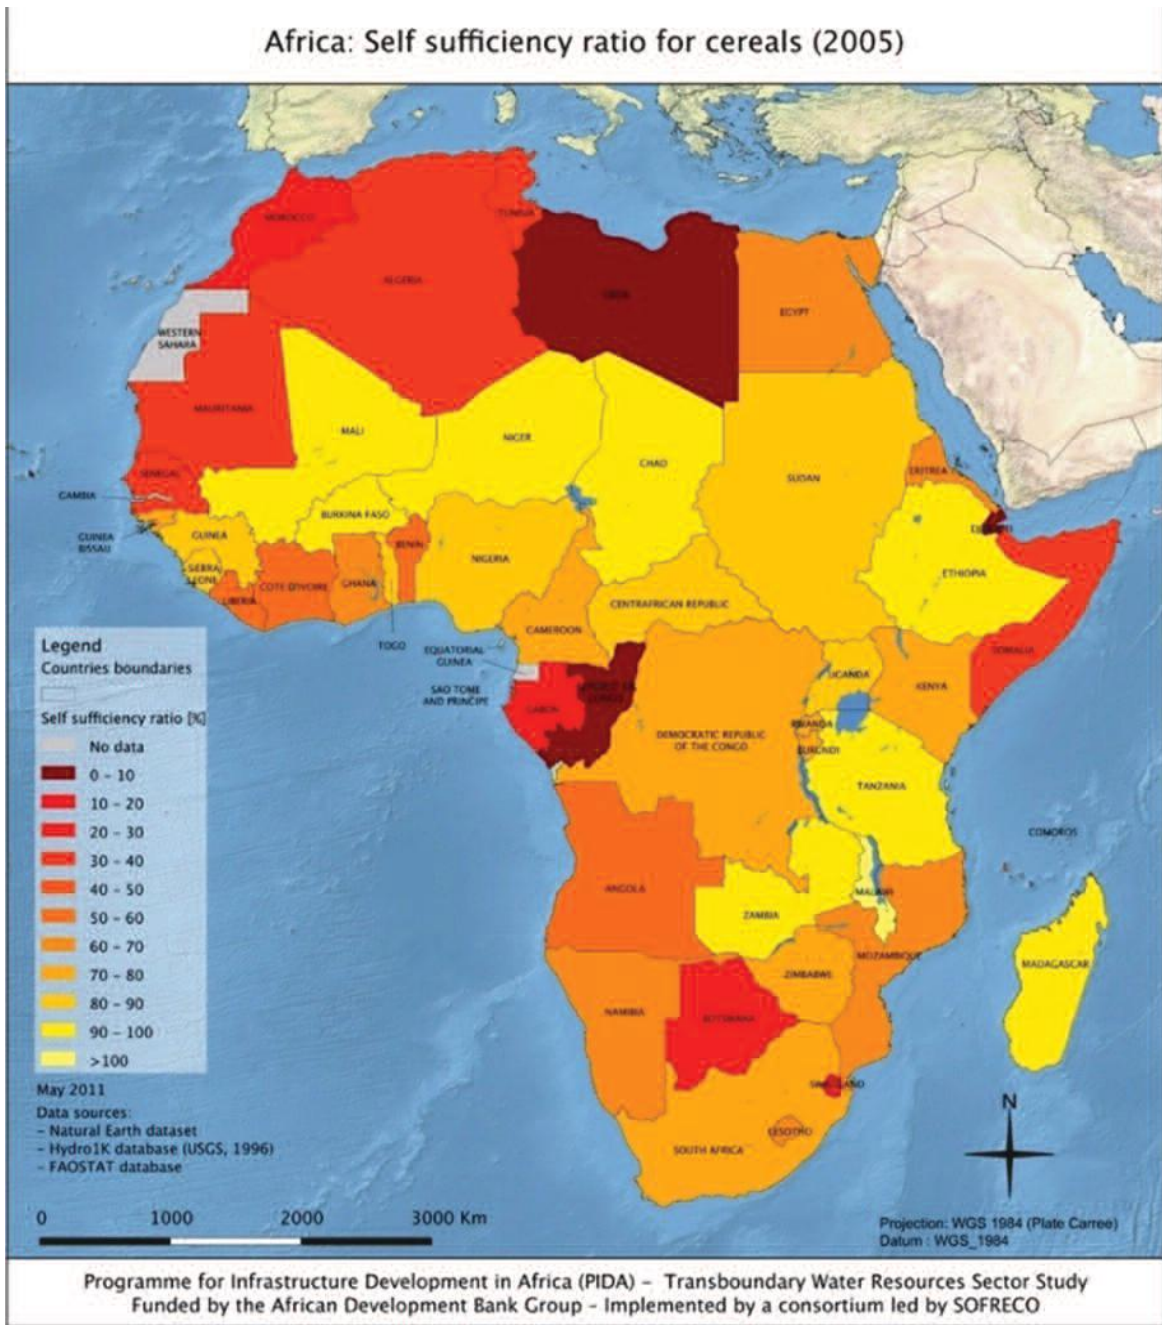 Africa: Self sufficiency ratio for cereals (2005)
MOROCCO
TUNISIA
ALGERIA
LIBYA
EGYPT
WESTERN
SAHARA
MAURITANIA
MALI
NIGER
CHAD
SUDAN
ERITREA
SENEGAL
GAMBIA
GUINEA
BISSAU
GUINEA
SIERRA
LEONE
LIBERIA
COTE D'IVOIRE
BURKINA FASO
GHANA
BENIN
TOGO
NIGERIA
CAMEROON
CENTRAFRICAN REPUBLIC
ETHIOPIA
SOMALIA
EQUATORIAL
GUINEA
SAO TOME
AND PRINCIPE
GABON
DEMOCRATIC REPUBLIC
OF THE CONGO
UGANDA
KENYA
RWANDA
BURUNDI
TANZANIA
COMOROS
ANGOLA
ZAMBIA
MALAWI
MOZAMBIQUE
MADAGASCAR
ZIMBABWE
NAMIBIA
BOTSWANA
LESOTHO
SOUTH AFRICA
Legend
Countries boundaries
Self sufficiency ratio [%]
No data
0 - 10
10 - 20
20 - 30
30 - 40
40 - 50
50 - 60
60 - 70
70 - 80
80 - 90
90 - 100
>100
May 2011
Data sources:
- Natural Earth dataset
- Hydro1K database (USGS, 1996)
- FAOSTAT database
0 1000 2000 3000 Km
N
Projection: WGS 1984 (Plate Carree)
Datum : WGS_1984
Programme for Infrastructure Development in Africa (PIDA) - Transboundary Water Resources Sector Study
Funded by the African Development Bank Group - Implemented by a consortium led by SOFRECO